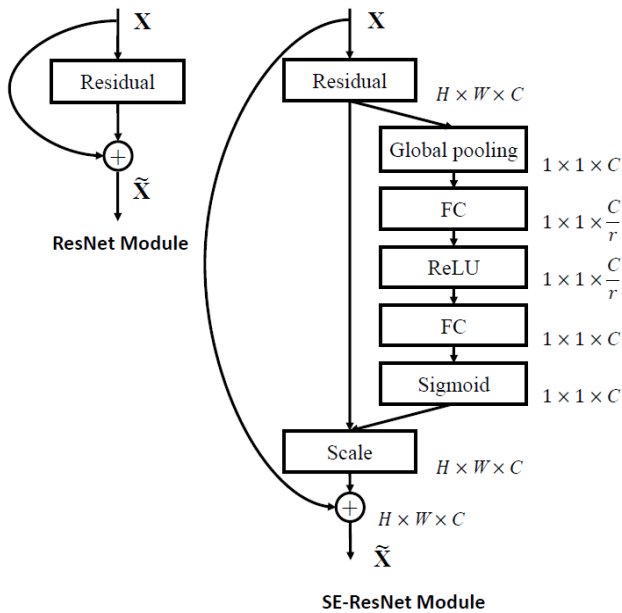 X
Residual
+
X̃
ResNet Module
X
Residual
H × W × C
Global pooling
1 × 1 × C
FC
1 × 1 × C/r
ReLU
1 × 1 × C/r
FC
1 × 1 × C
Sigmoid
1 × 1 × C
Scale
H × W × C
+
H × W × C
X̃
SE-ResNet Module